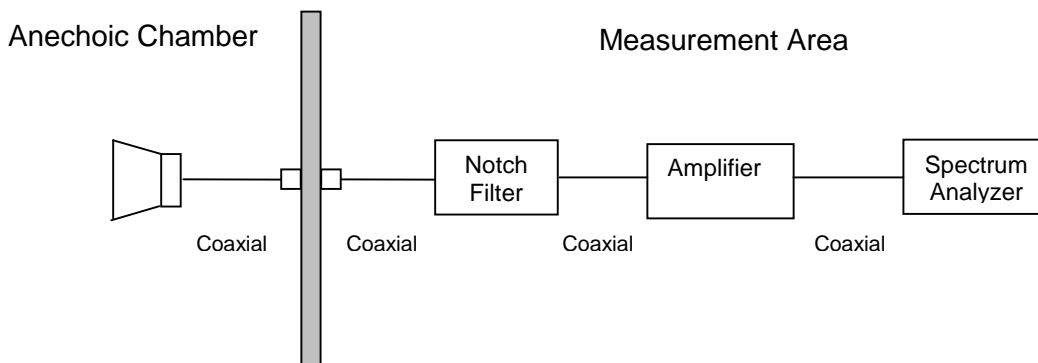 Anechoic Chamber
Measurement Area
Notch
Filter
Amplifier
Spectrum
Analyzer
Coaxial
Coaxial
Coaxial
Coaxial